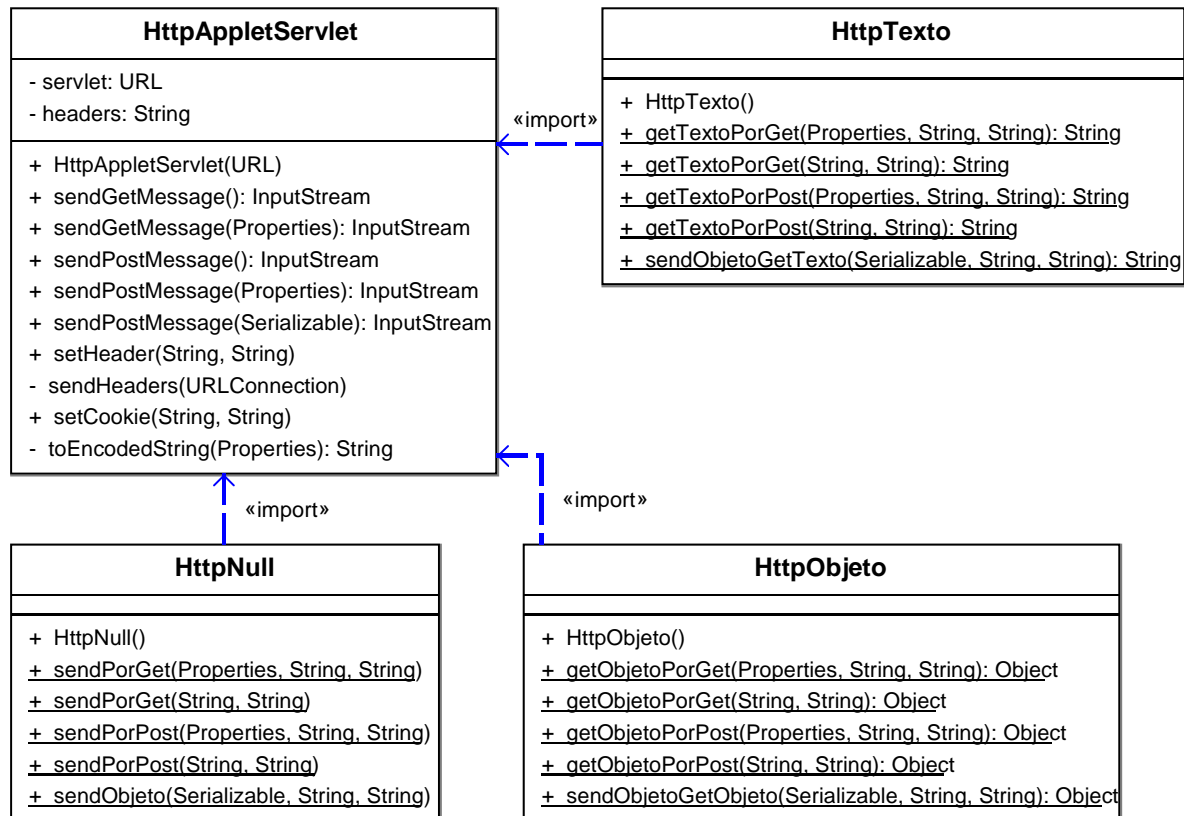 HttpAppletServlet
- servlet: URL
- headers: String
+ HttpAppletServlet(URL)
+ sendGetMessage(): InputStream
+ sendGetMessage(Properties): InputStream
+ sendPostMessage(): InputStream
+ sendPostMessage(Properties): InputStream
+ sendPostMessage(Serializable): InputStream
+ setHeader(String, String)
- sendHeaders(URLConnection)
+ setCookie(String, String)
- toEncodedString(Properties): String
«import»
HttpTexto
+ HttpTexto()
+ getTextoPorGet(Properties, String, String): String
+ getTextoPorGet(String, String): String
+ getTextoPorPost(Properties, String, String): String
+ getTextoPorPost(String, String): String
+ sendObjetoGetTexto(Serializable, String, String): String
«import»
«import»
HttpNull
+ HttpNull()
+ sendPorGet(Properties, String, String)
+ sendPorGet(String, String)
+ sendPorPost(Properties, String, String)
+ sendPorPost(String, String)
+ sendObjeto(Serializable, String, String)
HttpObjeto
+ HttpObjeto()
+ getObjetoPorGet(Properties, String, String): Object
+ getObjetoPorGet(String, String): Object
+ getObjetoPorPost(Properties, String, String): Object
+ getObjetoPorPost(String, String): Object
+ sendObjetoGetObjeto(Serializable, String, String): Object